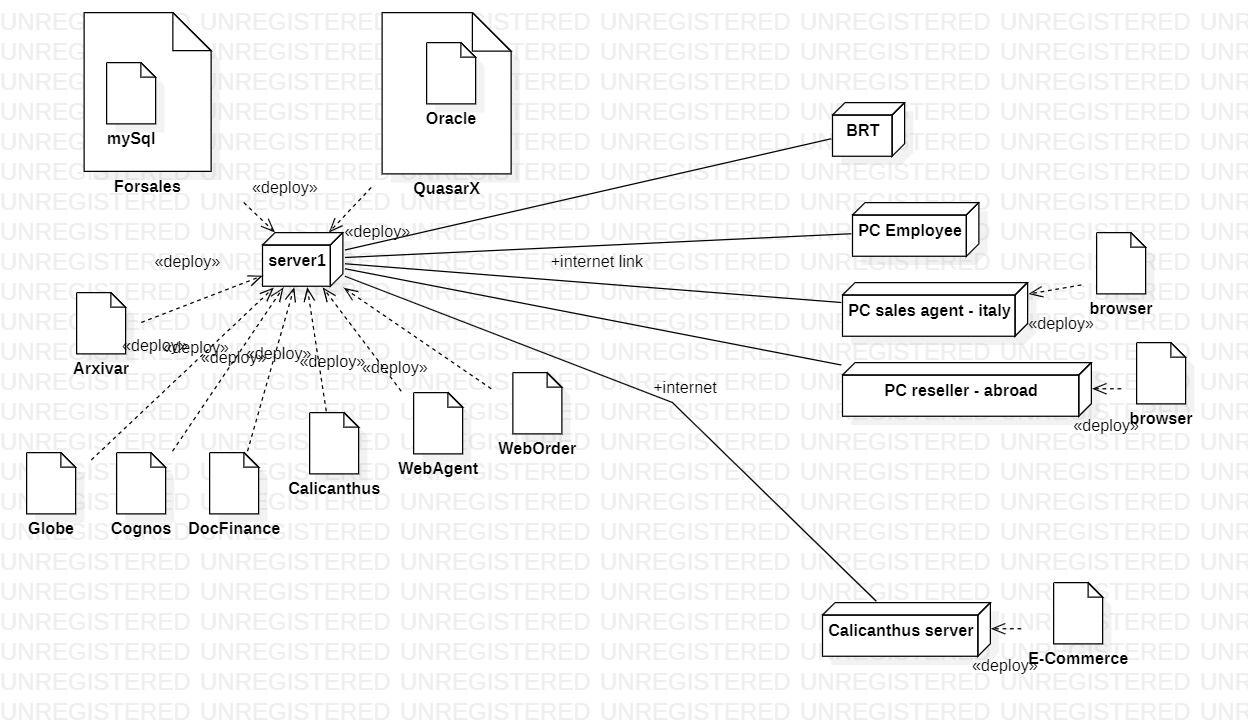 mySql
Forsales
Oracle
QuasarX
«deploy»
«deploy»
BRT
PC Employee
server1
+internet link
«deploy»
PC sales agent - italy
browser
«deploy»
Arxivar
«deploy»
«deploy»
«deploy»
«deploy»
«deploy»
«deploy»
PC reseller - abroad
browser
«deploy»
+internet
WebOrder
WebAgent
Calicanthus
Globe
Cognos
DocFinance
Calicanthus server
E-Commerce
«deploy»
UNREGISTERED